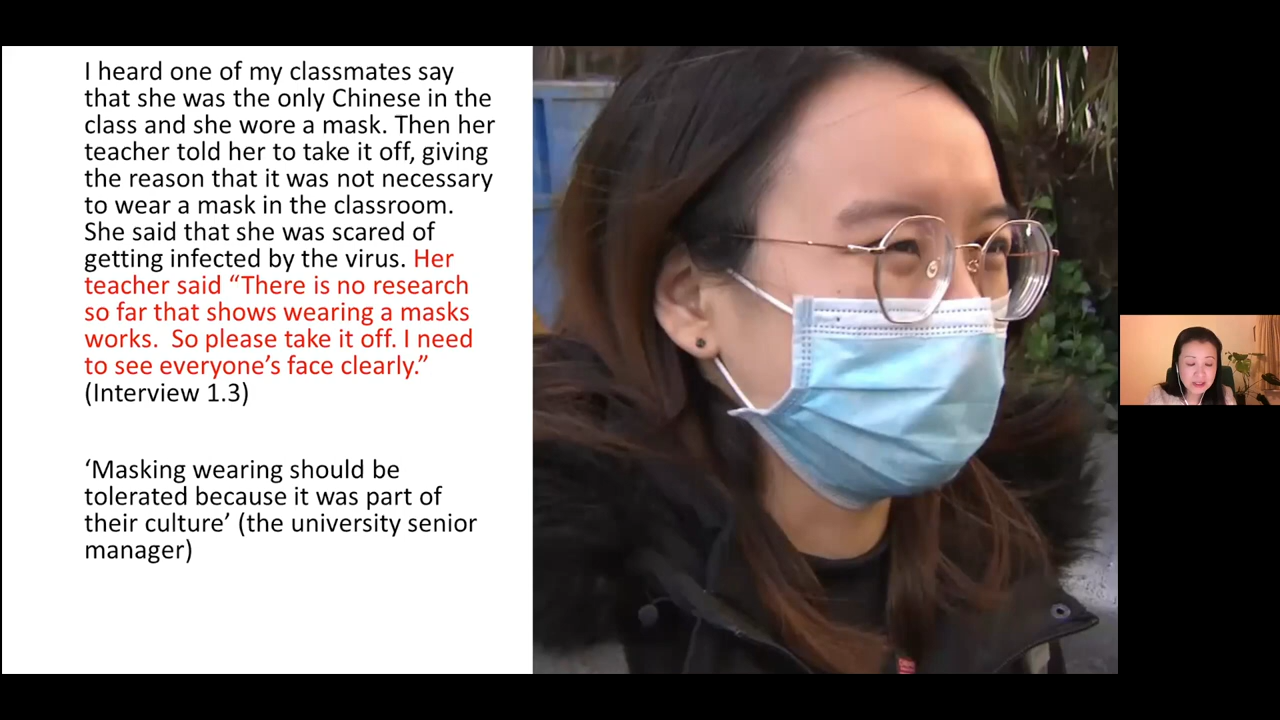 I heard one of my classmates say
that she was the only Chinese in the
class and she wore a mask. Then her
teacher told her to take it off, giving
the reason that it was not necessary
to wear a mask in the classroom.
She said that she was scared of
getting infected by the virus. Her
teacher said “There is no research
so far that shows wearing a masks
works.  So please take it off. I need
to see everyone’s face clearly.”
(Interview 1.3)
‘Masking wearing should be
tolerated because it was part of
their culture’ (the university senior
manager)